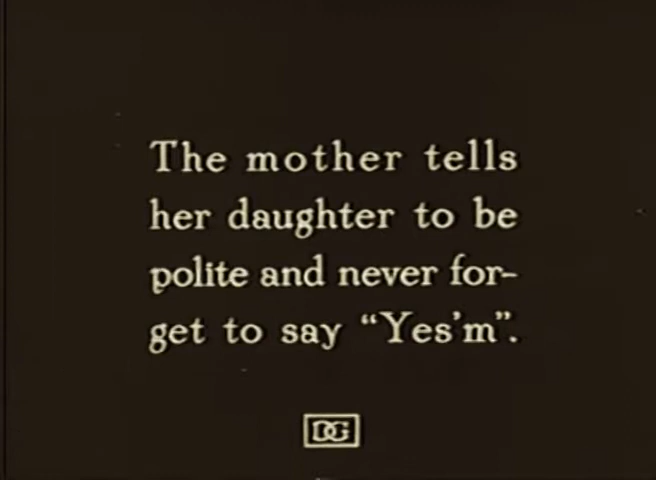 The mother tells
her daughter to be
polite and never for-
get to say “Yes’m”.
DG